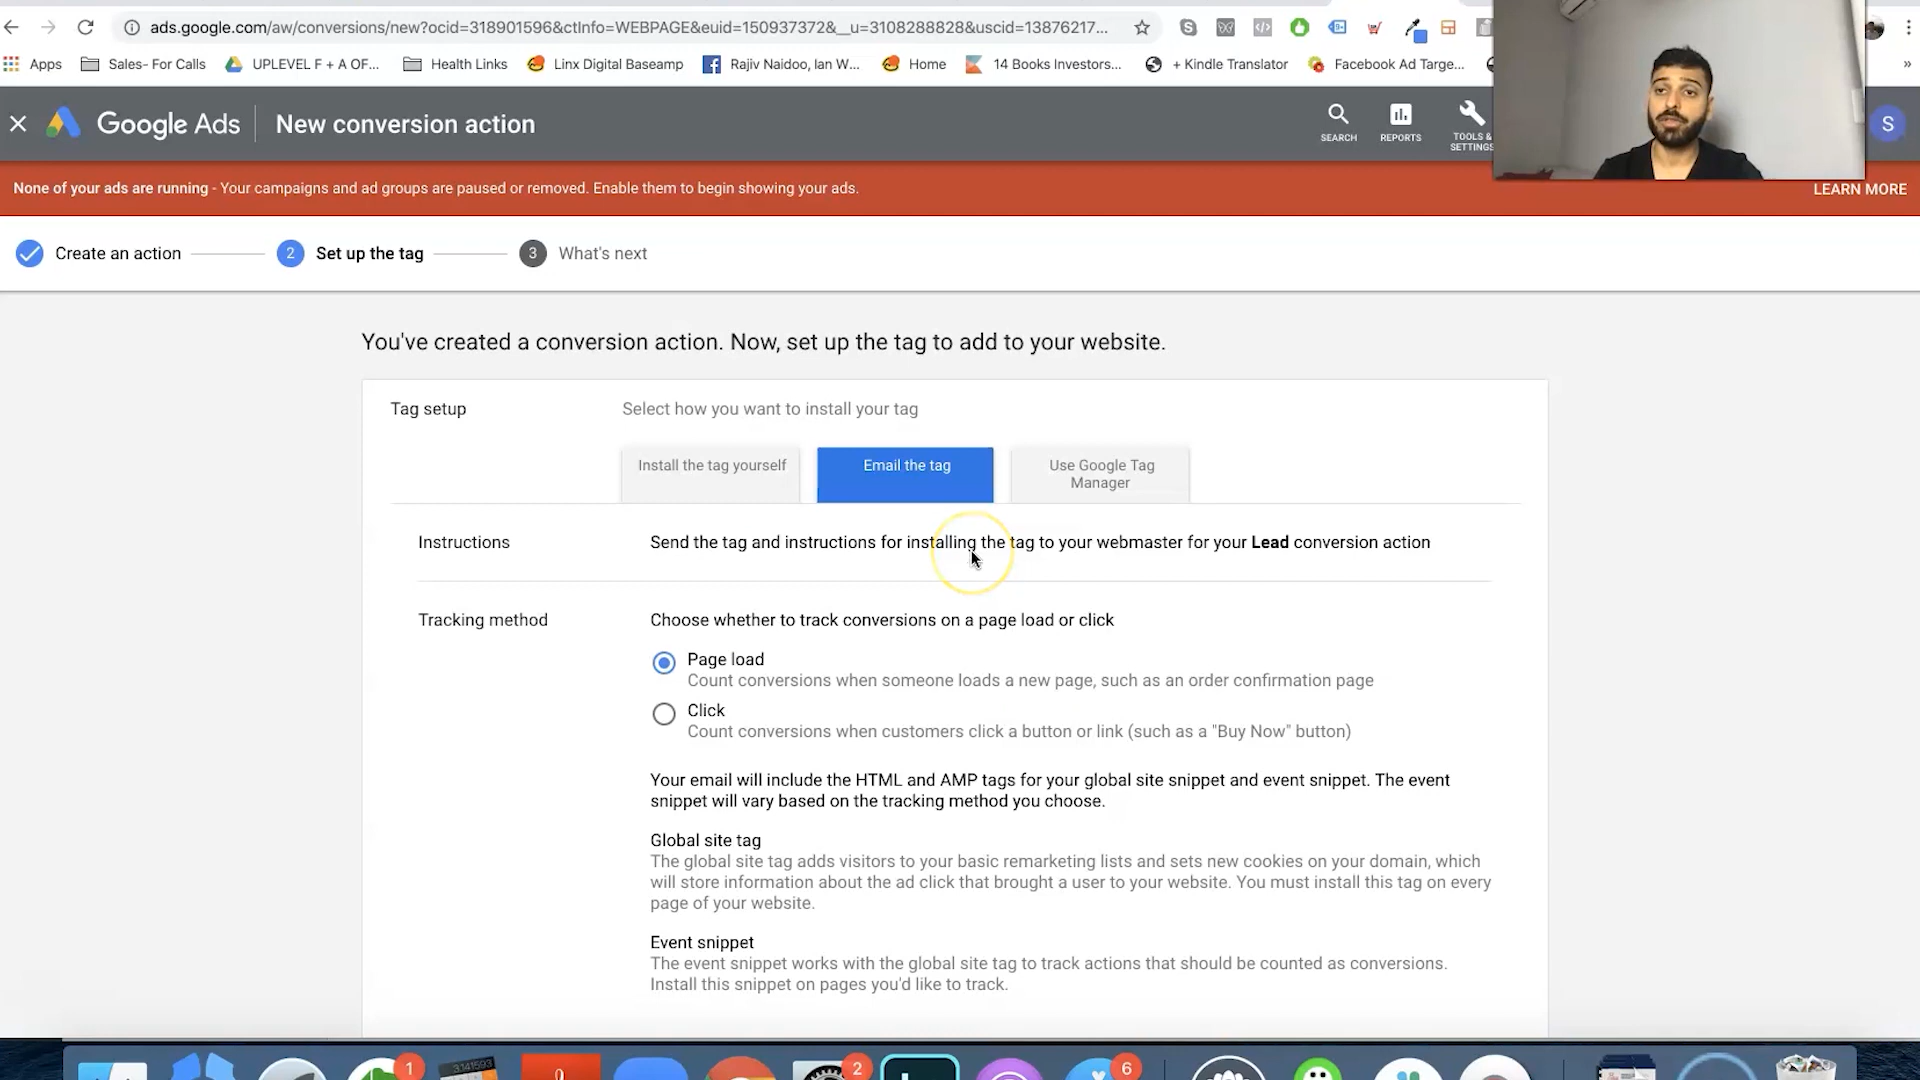 ads.google.com/aw/conversions/new?ocid=318901596&ctInfo=WEBPAGE&euid=150937372&__u=3108288828&uscid=13876217...
Apps Sales- For Calls UPLEVEL F + A OF... Health Links Linx Digital Baseamp Rajiv Naidoo, Ian W... Home 14 Books Investors... + Kindle Translator Facebook Ad Targe... »
Google Ads New conversion action
SEARCH REPORTS TOOLS &
SETTINGS
S
None of your ads are running - Your campaigns and ad groups are paused or removed. Enable them to begin showing your ads. LEARN MORE
Create an action 2 Set up the tag 3 What's next
You've created a conversion action. Now, set up the tag to add to your website.
Tag setup Select how you want to install your tag
Install the tag yourself Email the tag Use Google Tag
Manager
Instructions Send the tag and instructions for installing the tag to your webmaster for your Lead conversion action
Tracking method Choose whether to track conversions on a page load or click
Page load
Count conversions when someone loads a new page, such as an order confirmation page
Click
Count conversions when customers click a button or link (such as a "Buy Now" button)
Your email will include the HTML and AMP tags for your global site snippet and event snippet. The event
snippet will vary based on the tracking method you choose.
Global site tag
The global site tag adds visitors to your basic remarketing lists and sets new cookies on your domain, which
will store information about the ad click that brought a user to your website. You must install this tag on every
page of your website.
Event snippet
The event snippet works with the global site tag to track actions that should be counted as conversions.
Install this snippet on pages you'd like to track.
1 2 6